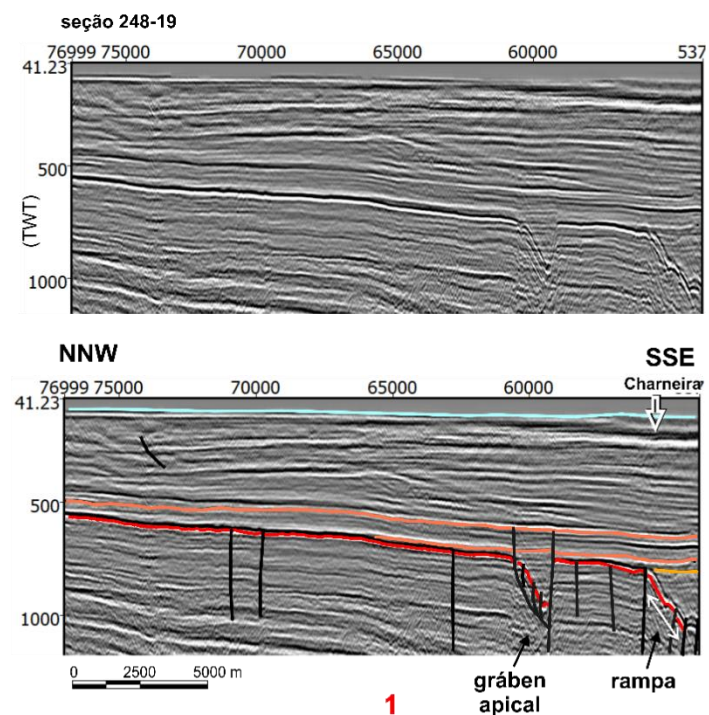 seção 248-19
76999 75000 70000 65000 60000 537
41.23
500
(TWT)
1000
NNW SSE
Charneira
76999 75000 70000 65000 60000
41.23
500
1000
0 2500 5000 m
gráben
apical
rampa
1